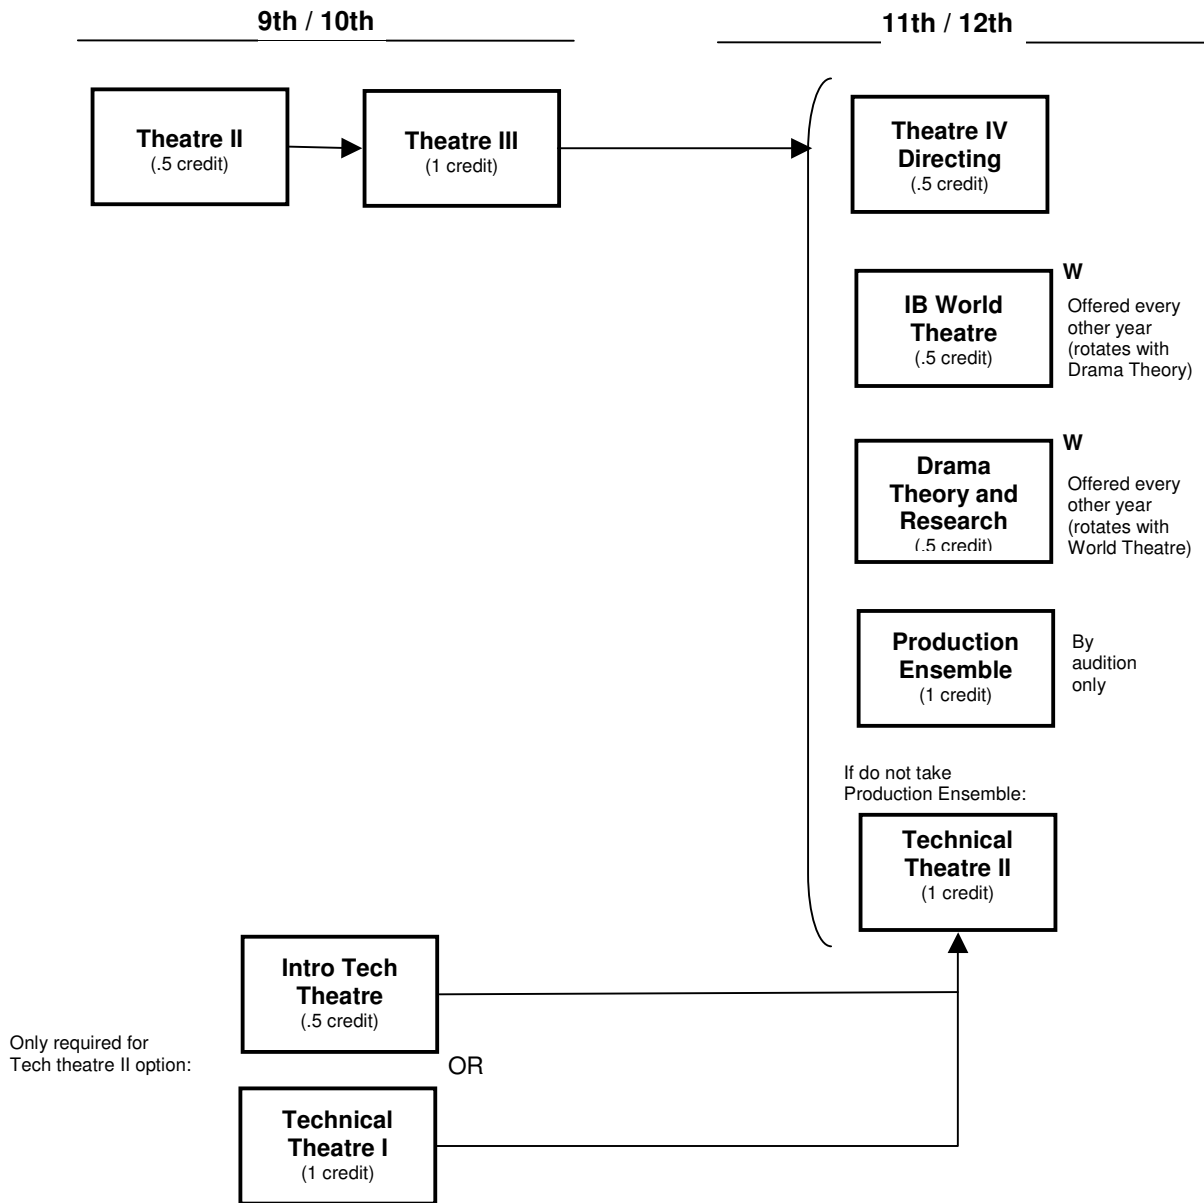 9th / 10th
11th / 12th
Theatre II
(.5 credit)
Theatre III
(1 credit)
Theatre IV
Directing
(.5 credit)
IB World
Theatre
(.5 credit)
W
Offered every
other year
(rotates with
Drama Theory)
Drama
Theory and
Research
(.5 credit)
W
Offered every
other year
(rotates with
World Theatre)
Production
Ensemble
(1 credit)
By
audition
only
If do not take
Production Ensemble:
Technical
Theatre II
(1 credit)
Intro Tech
Theatre
(.5 credit)
Only required for
Tech theatre II option:
OR
Technical
Theatre I
(1 credit)